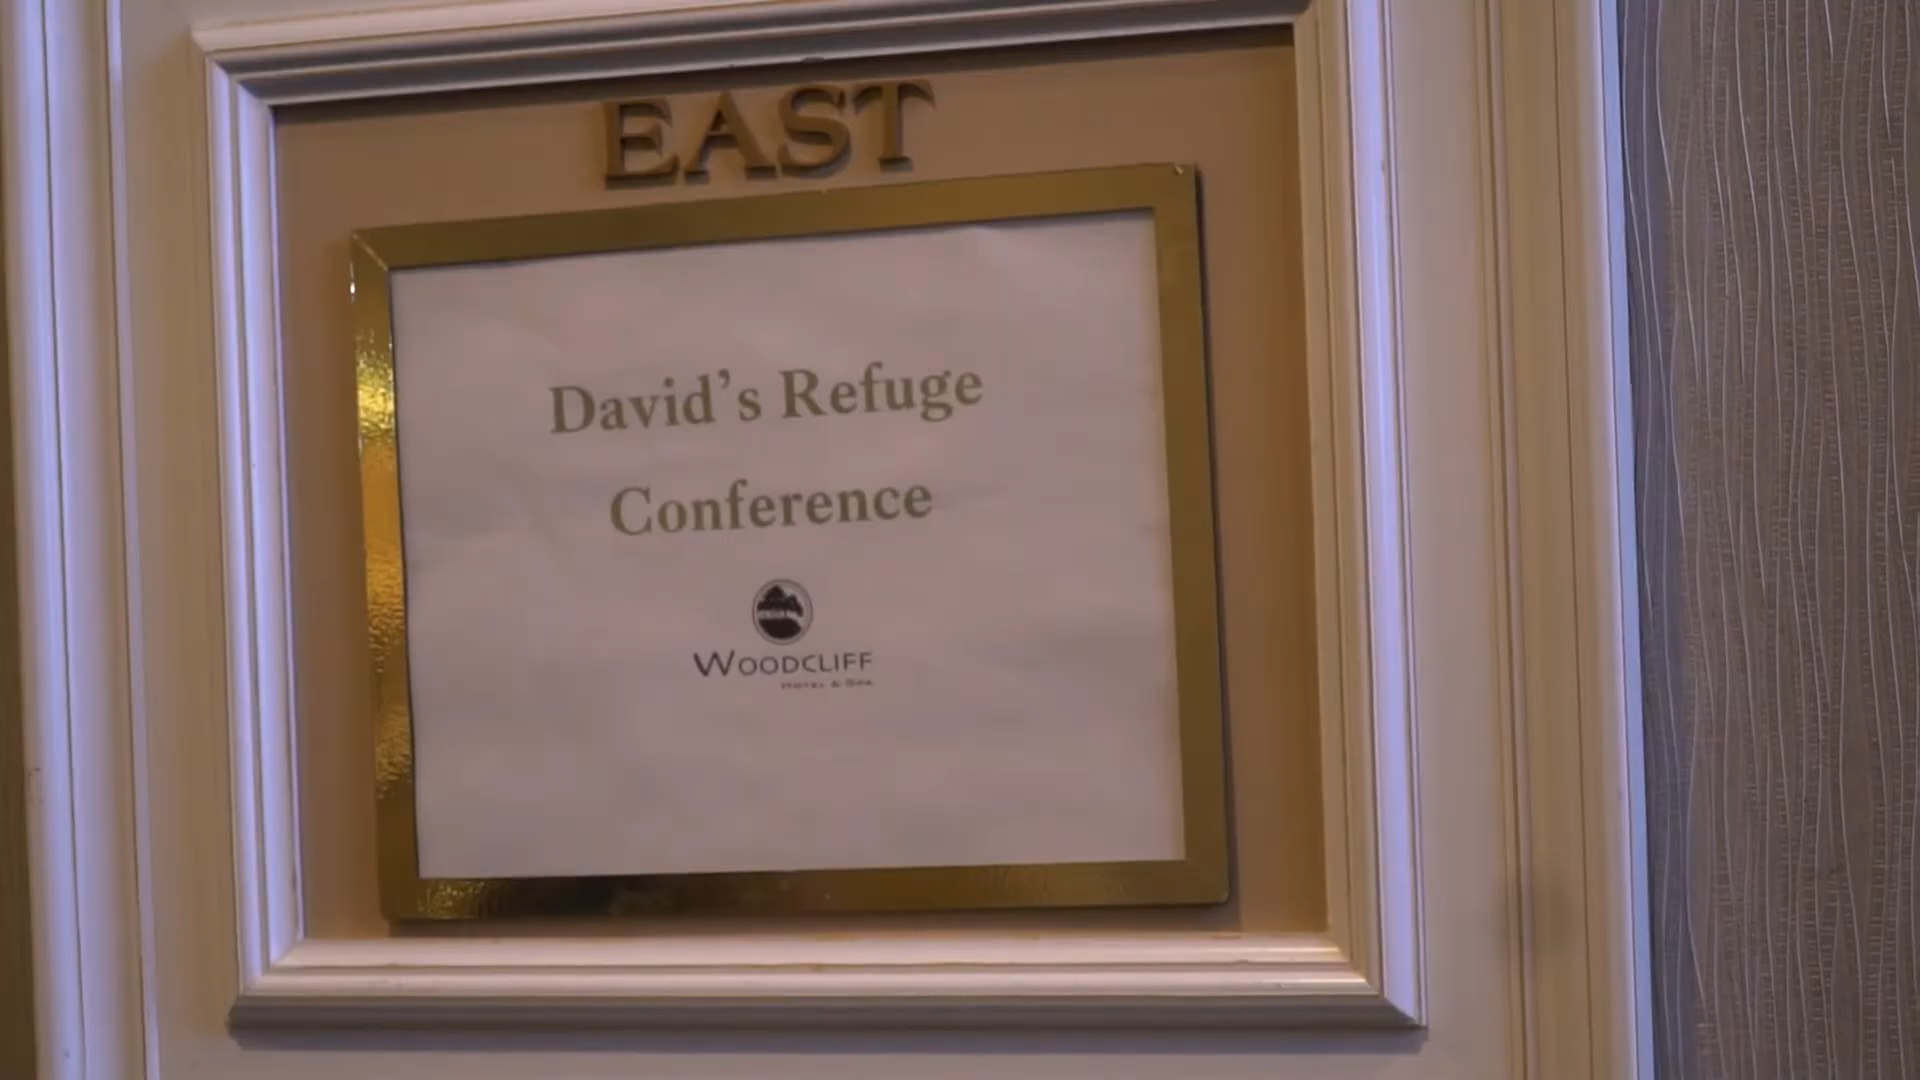 EAST
David's Refuge
Conference
WOODCLIFF
HOTEL & SPA